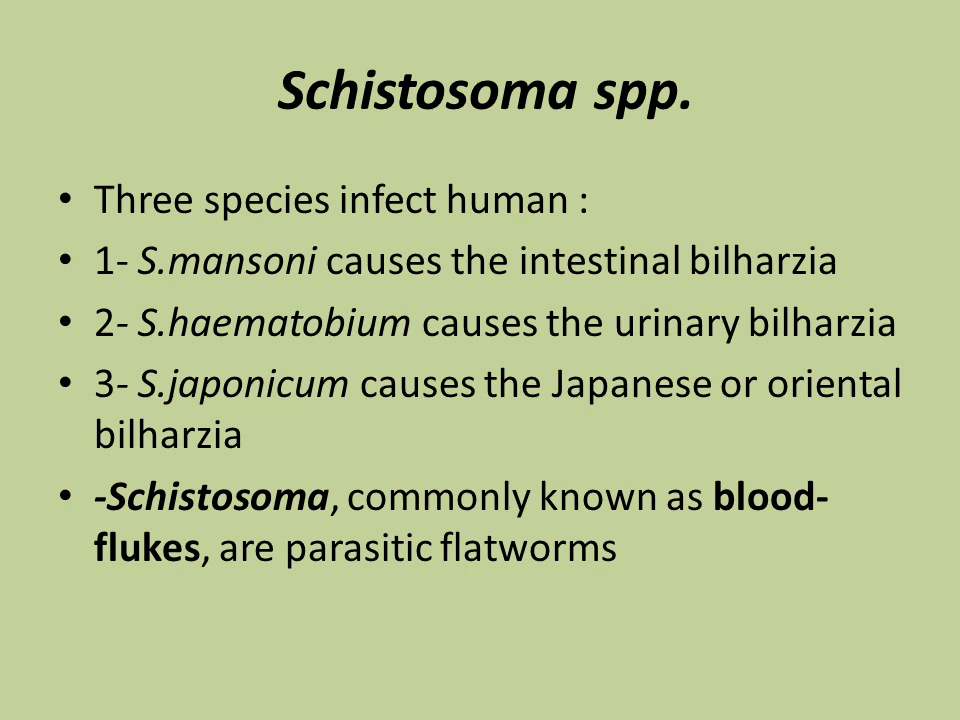 Schistosoma spp.
• Three species infect human :
• 1- S.mansoni causes the intestinal bilharzia
• 2- S.haematobium causes the urinary bilharzia
• 3- S.japonicum causes the Japanese or oriental
bilharzia
• -Schistosoma, commonly known as blood-
flukes, are parasitic flatworms